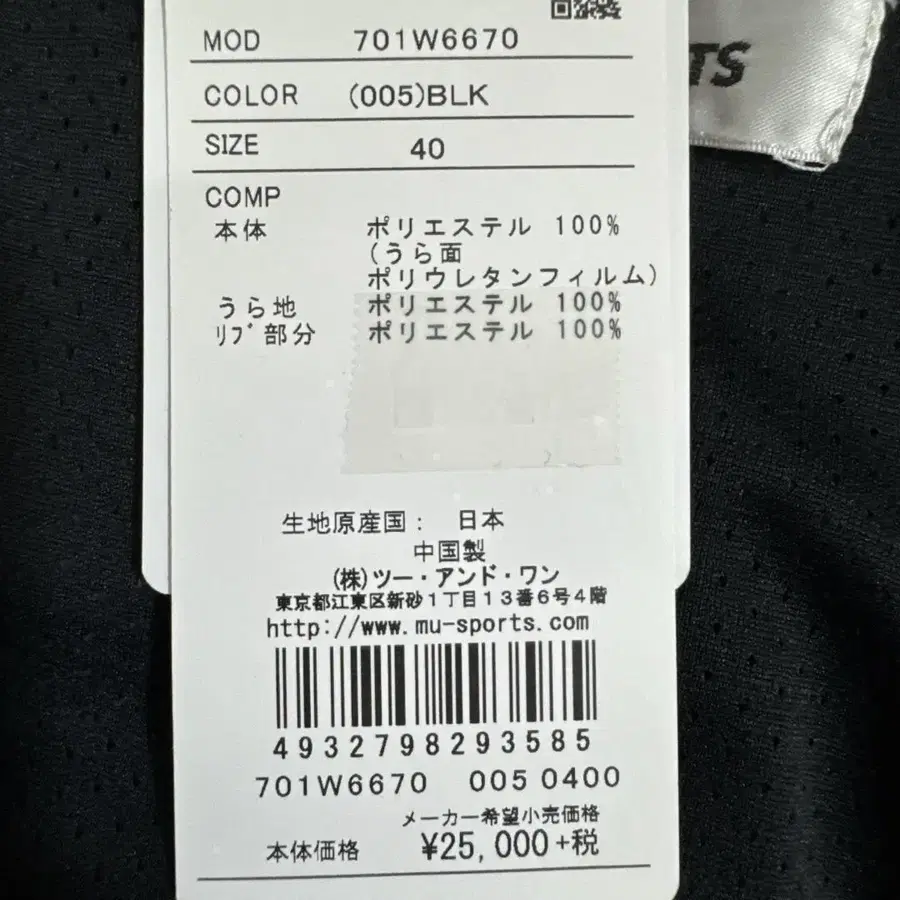 MOD 701W6670
COLOR (005)BLK
SIZE 40
COMP
本体 ポリエステル 100%
(うら面
ポリウレタンフィルム)
うら地 ポリエステル 100%
ﾘﾌﾞ部分 ポリエステル 100%
生地原産国: 日本
中国製
(株)ツー・アンド・ワン
東京都江東区新砂1丁目13番6号4階
http://www.mu-sports.com
4932798293585
701W6670 005 0400
メーカー希望小売価格
本体価格 ¥25,000+税
TS